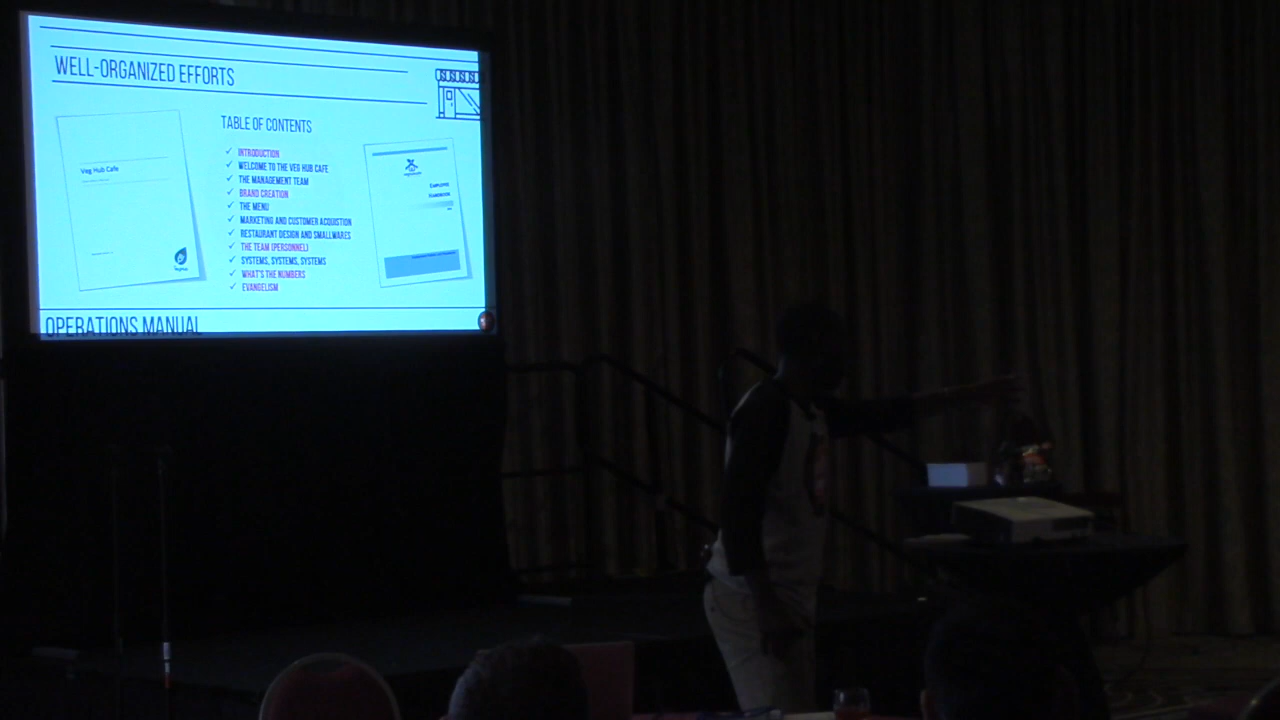 WELL-ORGANIZED EFFORTS
TABLE OF CONTENTS
INTRODUCTION
WELCOME TO THE VEG HUB CAFE
THE MANAGEMENT TEAM
BRAND CREATION
THE MENU
MARKETING AND CUSTOMER ACQUISTION
RESTAURANT DESIGN AND SMALLWARES
THE TEAM (PERSONNEL)
SYSTEMS, SYSTEMS, SYSTEMS
WHAT'S THE NUMBERS
EVANGELISM
Veg Hub Cafe
EMPLOYEE
HANDBOOK
OPERATIONS MANUAL